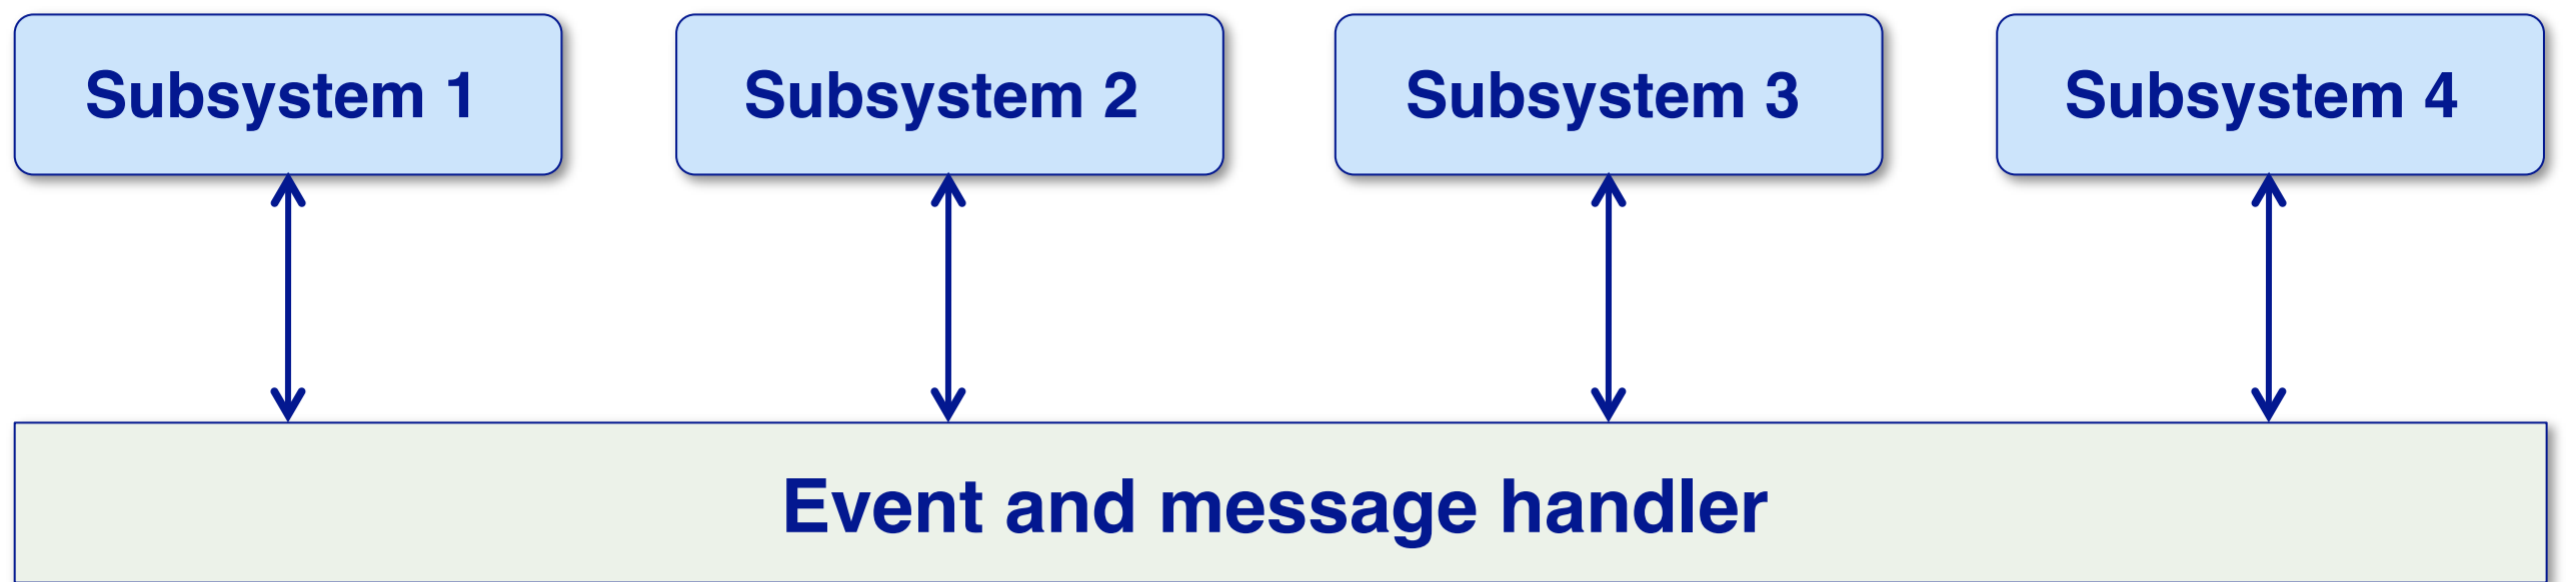 Subsystem 1
Subsystem 2
Subsystem 3
Subsystem 4
Event and message handler